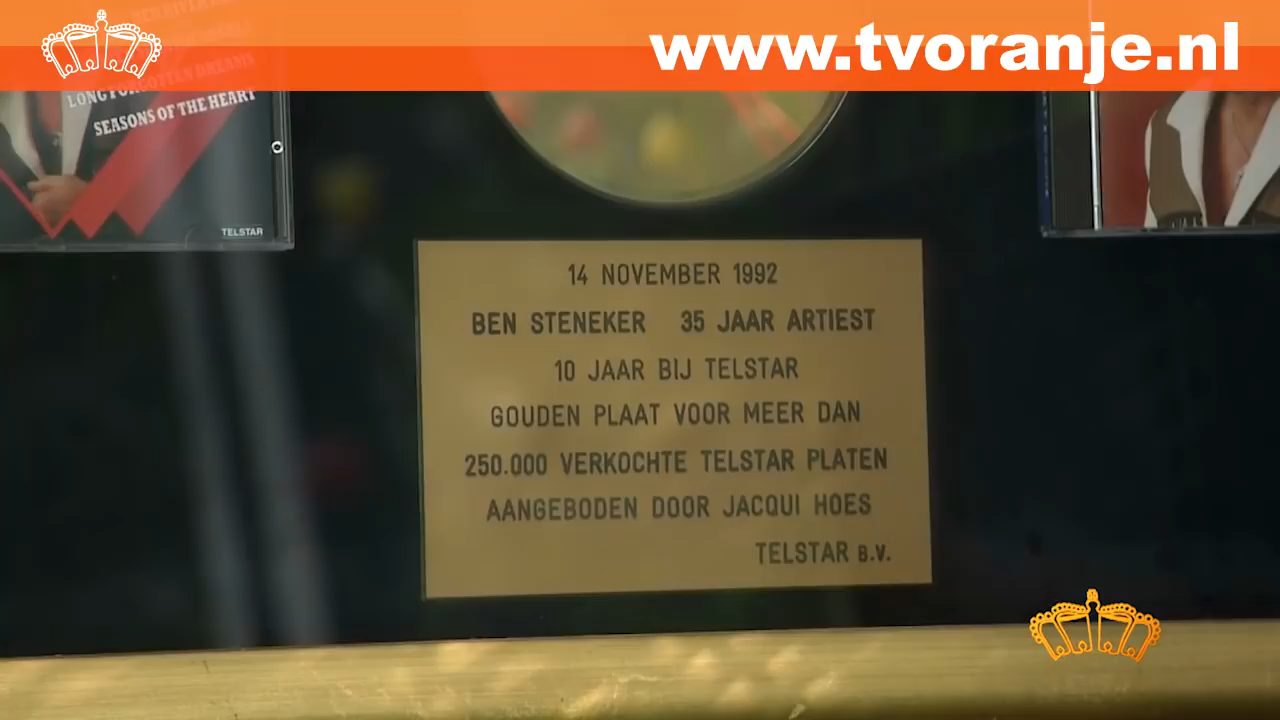 www.tvoranje.nl
LONG FORGOTTEN DREAMS
SEASONS OF THE HEART
TELSTAR
14 NOVEMBER 1992
BEN STENEKER 35 JAAR ARTIEST
10 JAAR BIJ TELSTAR
GOUDEN PLAAT VOOR MEER DAN
250.000 VERKOCHTE TELSTAR PLATEN
AANGEBODEN DOOR JACQUI HOES
TELSTAR B.V.